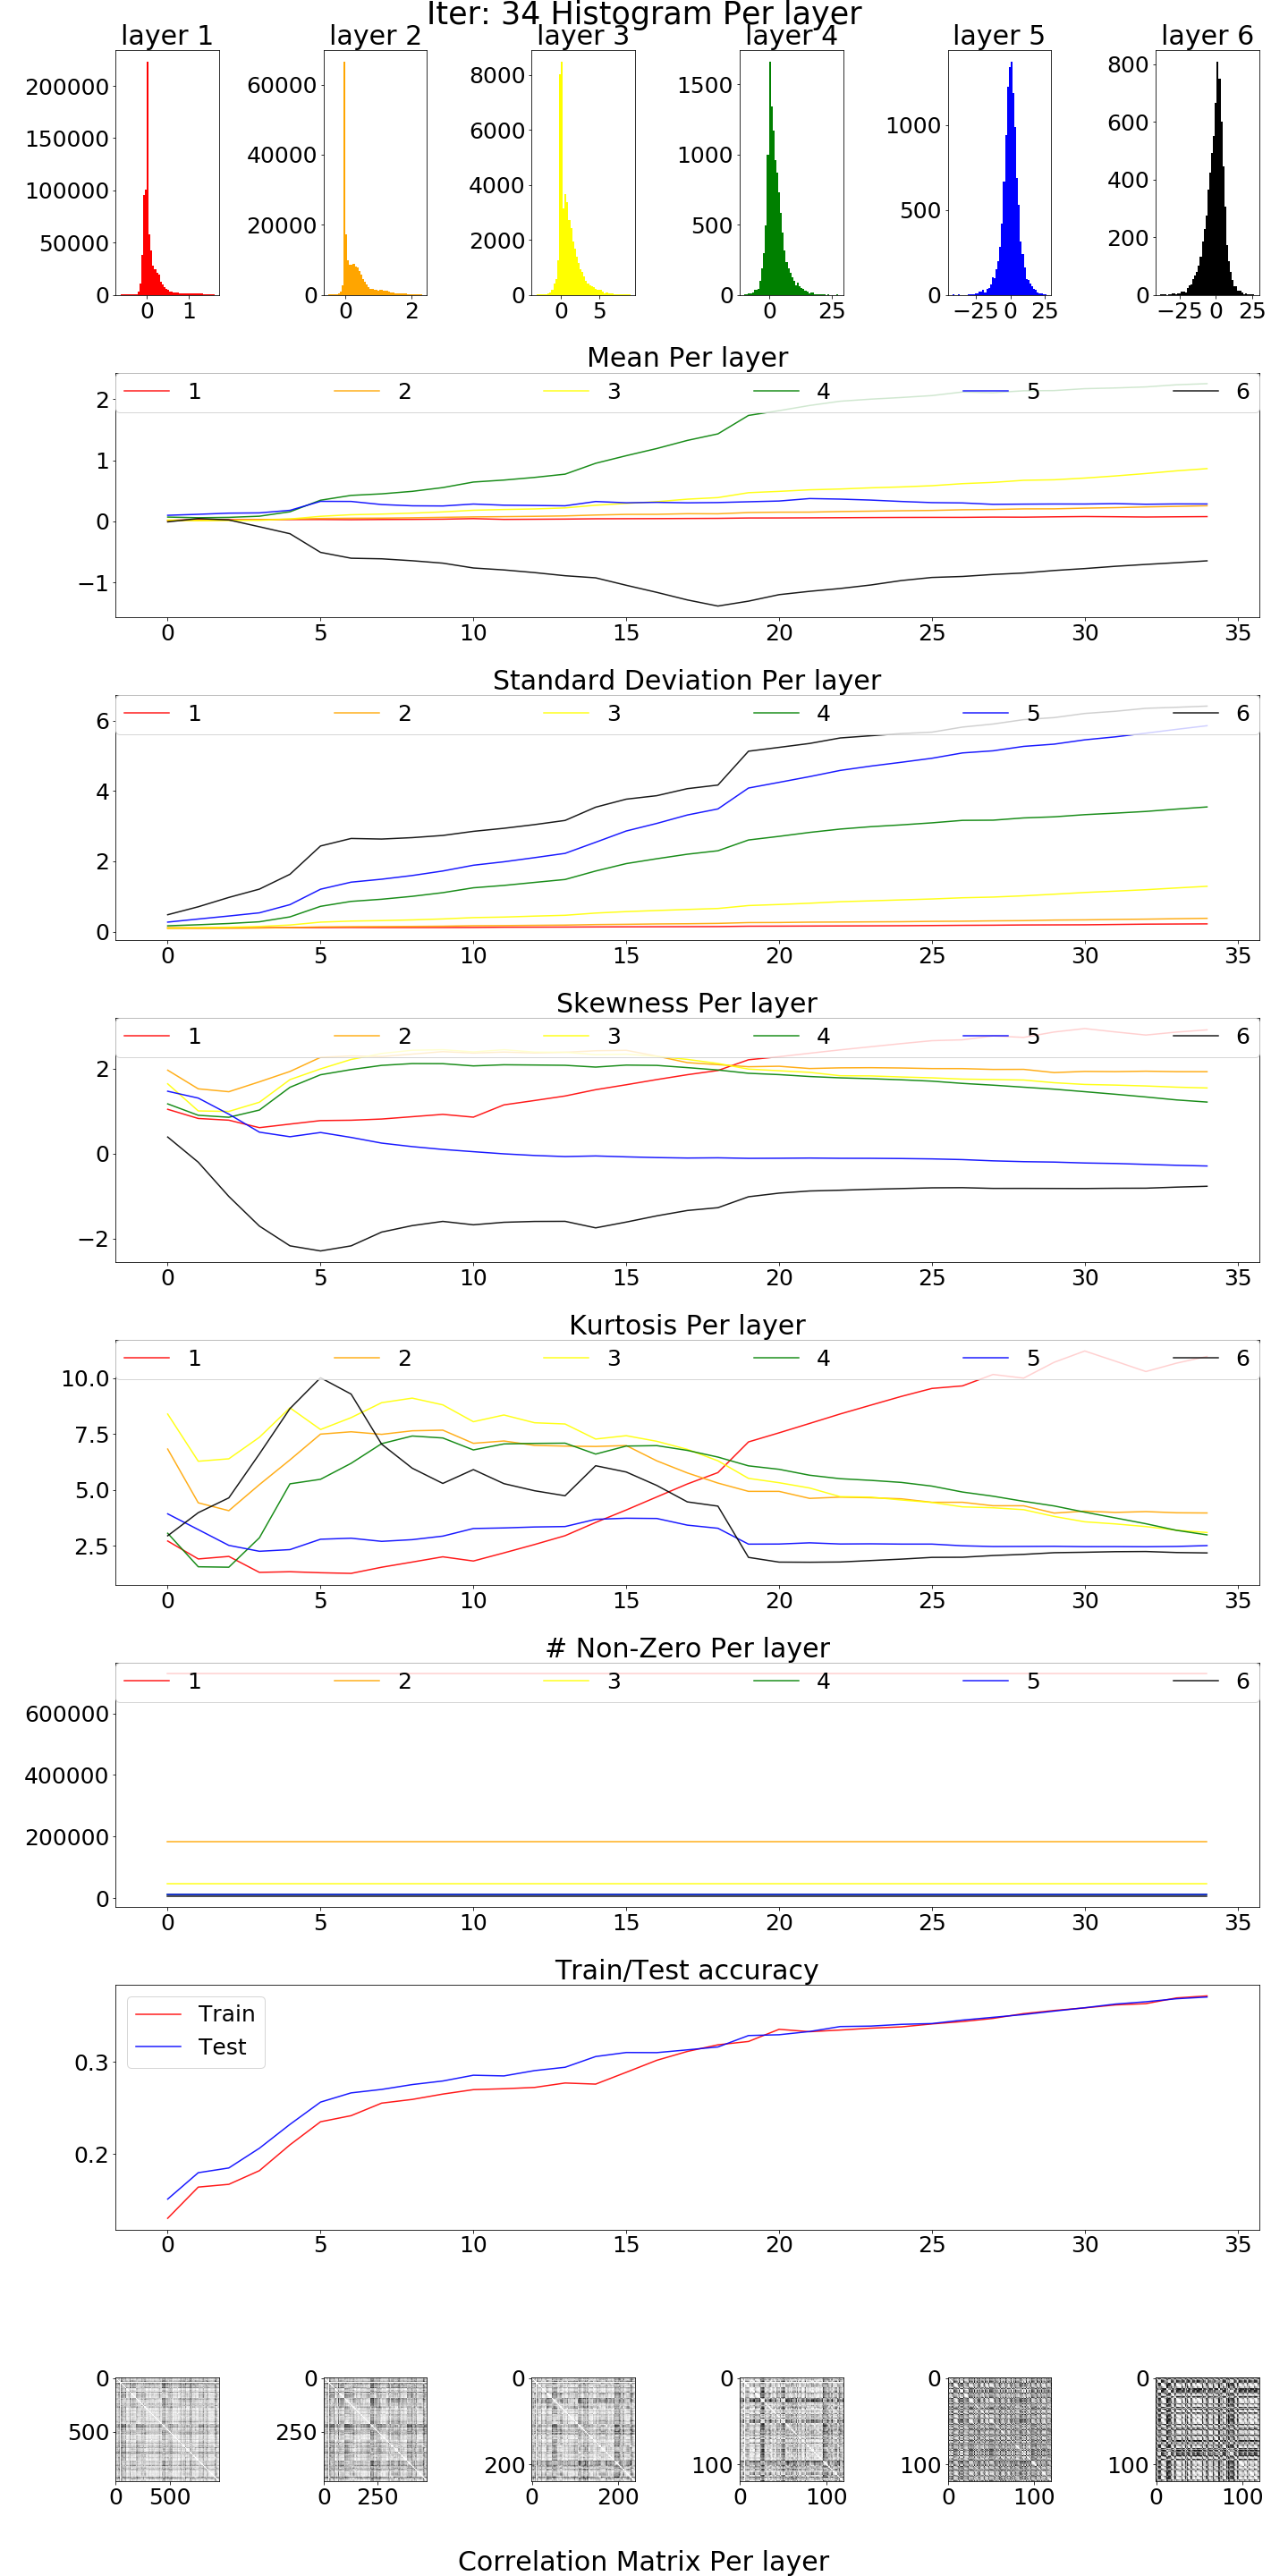 Iter: 34 Histogram Per layer
layer 1 layer 2 layer 3 layer 4 layer 5 layer 6
200000 150000 100000 50000 0
0 1
60000 40000 20000 0
0 2
8000 6000 4000 2000 0
0 5
1500 1000 500 0
0 25
1000 500 0
−25 0 25
800 600 400 200 0
−25 0 25
Mean Per layer
1 2 3 4 5 6
2
1
0
−1
0 5 10 15 20 25 30 35
Standard Deviation Per layer
1 2 3 4 5 6
6
4
2
0
0 5 10 15 20 25 30 35
Skewness Per layer
1 2 3 4 5 6
2
0
−2
0 5 10 15 20 25 30 35
Kurtosis Per layer
1 2 3 4 5 6
10.0
7.5
5.0
2.5
0 5 10 15 20 25 30 35
# Non-Zero Per layer
1 2 3 4 5 6
600000
400000
200000
0
0 5 10 15 20 25 30 35
Train/Test accuracy
Train
Test
0.3
0.2
0 5 10 15 20 25 30 35
0 500
0 500
0 250
0 250
0 200
0 200
0 100
0 100
0 100
0 100
0 100
0 100
Correlation Matrix Per layer